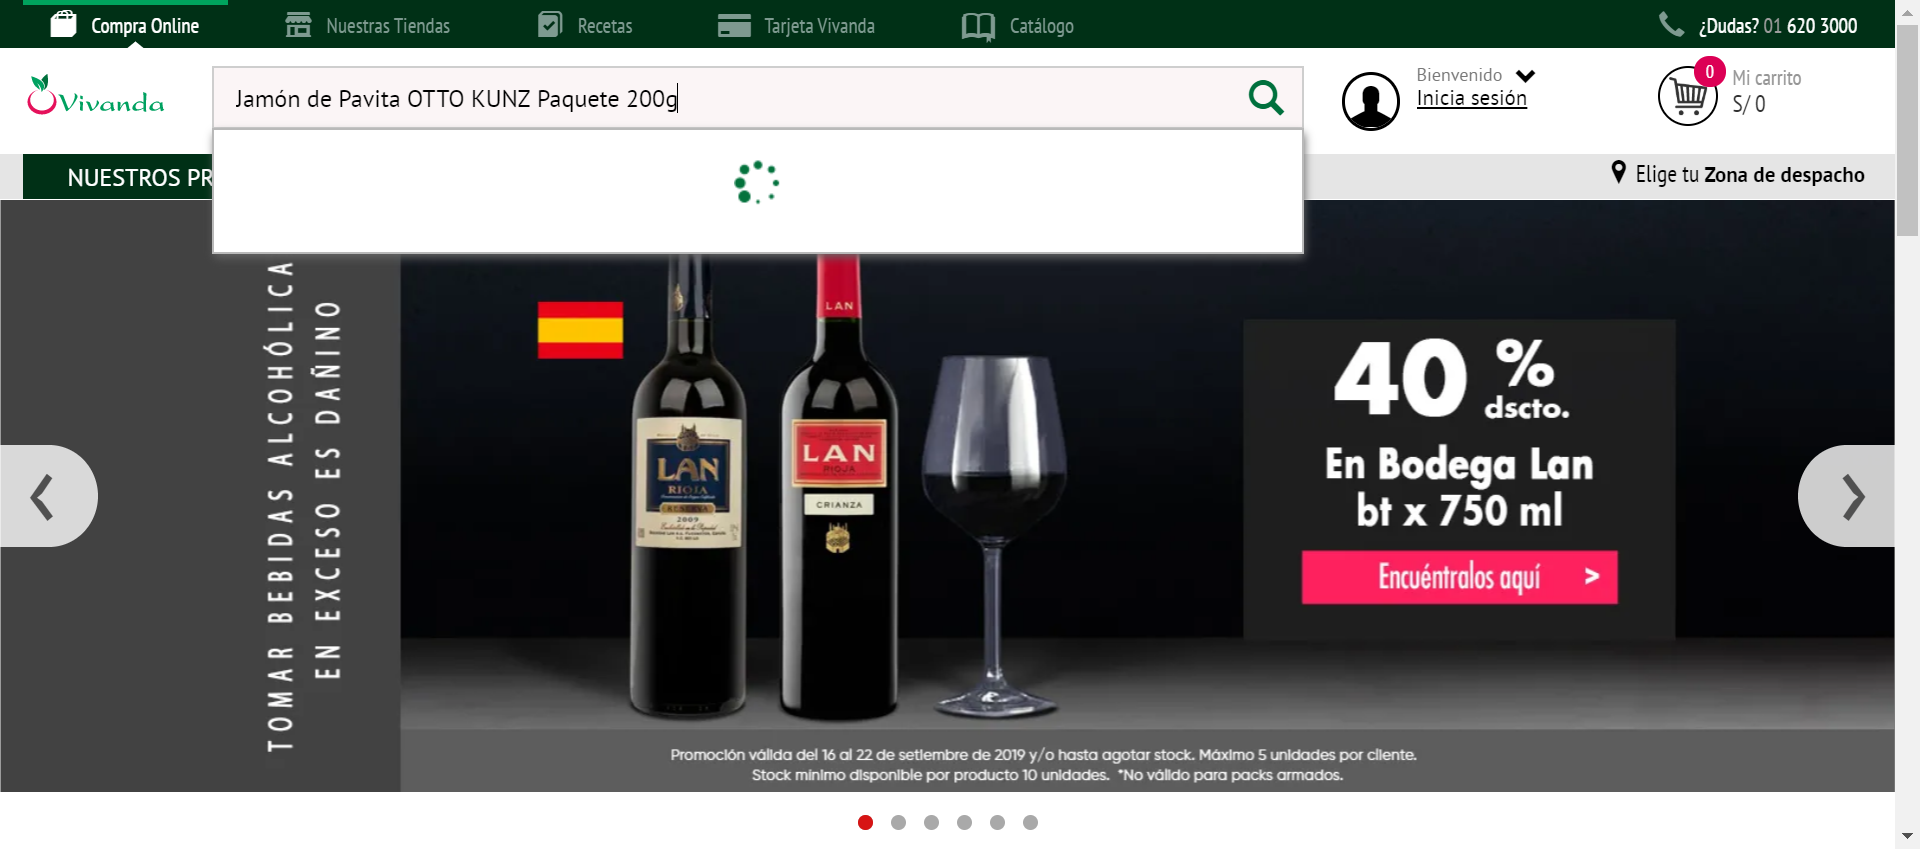 Compra Online
Nuestras Tiendas
Recetas
Tarjeta Vivanda
Catálogo
¿Dudas? 01 620 3000
Vivanda
Jamón de Pavita OTTO KUNZ Paquete 200g
Bienvenido
Inicia sesión
0
Mi carrito
S/ 0
NUESTROS PR
Elige tu Zona de despacho
TOMAR BEBIDAS ALCOHÓLICA
EN EXCESO ES DAÑINO
LAN
RIOJA
RESERVA
2009
LAN
LAN
RIOJA
CRIANZA
40 %
dscto.
En Bodega Lan
bt x 750 ml
Encuéntralos aquí >
Promoción válida del 16 al 22 de setiembre de 2019 y/o hasta agotar stock. Máximo 5 unidades por cliente.
Stock minimo disponible por producto 10 unidades. *No válido para packs armados.